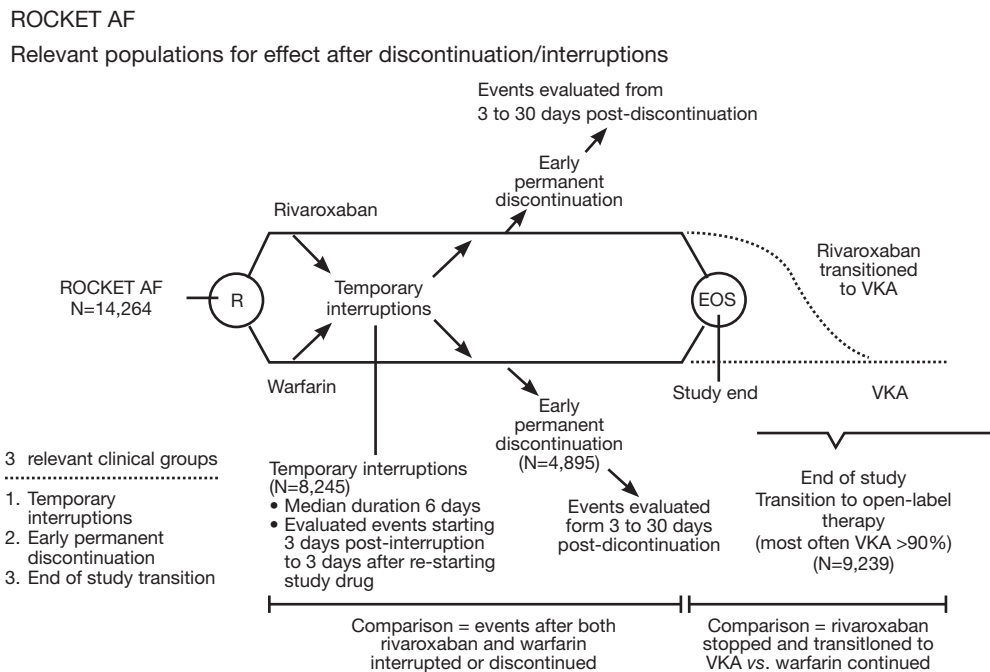 ROCKET AF
Relevant populations for effect after discontinuation/interruptions
Events evaluated from
3 to 30 days post-discontinuation
Early
permanent
discontinuation
Rivaroxaban
ROCKET AF
N=14,264
R
Temporary
interruptions
EOS
Rivaroxaban
transitioned
to VKA
Warfarin
Study end
VKA
Early
permanent
discontinuation
(N=4,895)
Events evaluated
form 3 to 30 days
post-dicontinuation
3 relevant clinical groups
1. Temporary
interruptions
2. Early permanent
discontinuation
3. End of study transition
Temporary interruptions
(N=8,245)
• Median duration 6 days
• Evaluated events starting
3 days post-interruption
to 3 days after re-starting
study drug
End of study
Transition to open-label
therapy
(most often VKA >90%)
(N=9,239)
Comparison = events after both
rivaroxaban and warfarin
interrupted or discontinued
Comparison = rivaroxaban
stopped and transitloned to
VKA vs. warfarin continued